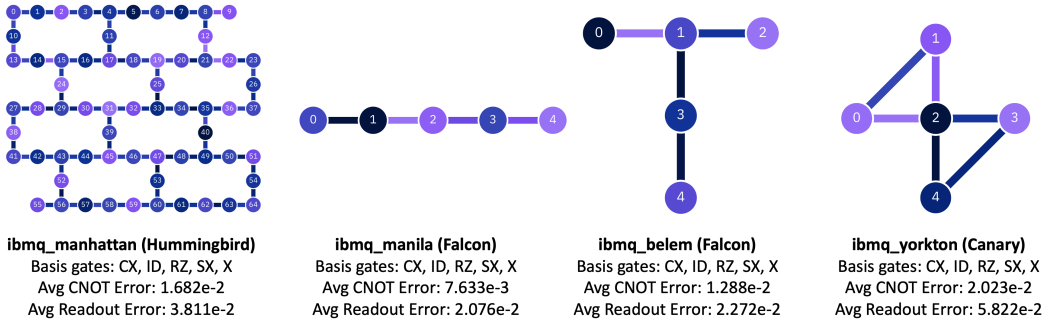 0 1 2 3 4 5 6 7 8 9
10 11 12
13 14 15 16 17 18 19 20 21 22 23
24 25 26
27 28 29 30 31 32 33 34 35 36 37
38 39 40
41 42 43 44 45 46 47 48 49 50 51
52 53 54
55 56 57 58 59 60 61 62 63 64
ibmq_manhattan (Hummingbird)
Basis gates: CX, ID, RZ, SX, X
Avg CNOT Error: 1.682e-2
Avg Readout Error: 3.811e-2
0 1 2 3 4
ibmq_manila (Falcon)
Basis gates: CX, ID, RZ, SX, X
Avg CNOT Error: 7.633e-3
Avg Readout Error: 2.076e-2
0 1 2
3
4
ibmq_belem (Falcon)
Basis gates: CX, ID, RZ, SX, X
Avg CNOT Error: 1.288e-2
Avg Readout Error: 2.272e-2
1
0 2 3
4
ibmq_yorkton (Canary)
Basis gates: CX, ID, RZ, SX, X
Avg CNOT Error: 2.023e-2
Avg Readout Error: 5.822e-2